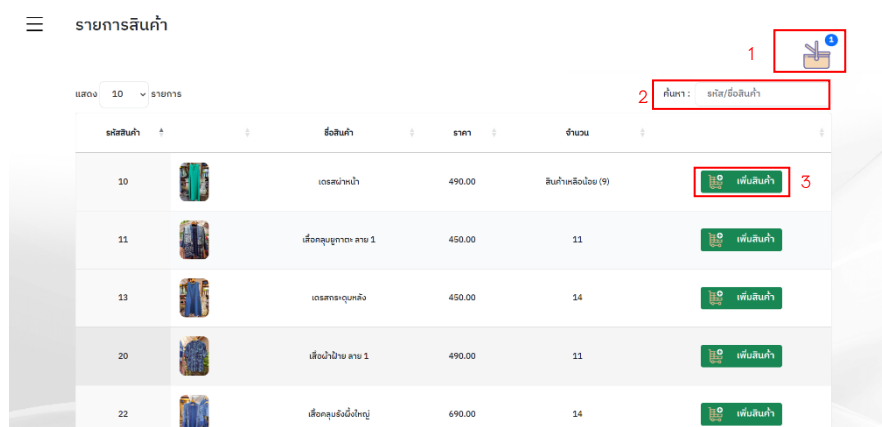 รายการสินค้า
1
1
แสดง 10 รายการ
2 ค้นหา : รหัส/ชื่อสินค้า
รหัสสินค้า ชื่อสินค้า ราคา จำนวน
10 เดรสผ่าหน้า 490.00 สินค้าเหลือน้อย (9) เพิ่มสินค้า 3
11 เสื้อคลุมยูกาตะ ลาย 1 450.00 11 เพิ่มสินค้า
13 เดรสกระดุมหลัง 450.00 14 เพิ่มสินค้า
20 เสื้อผ้าฝ้าย ลาย 1 490.00 11 เพิ่มสินค้า
22 เสื้อคลุมรังผึ้งใหญ่ 690.00 14 เพิ่มสินค้า